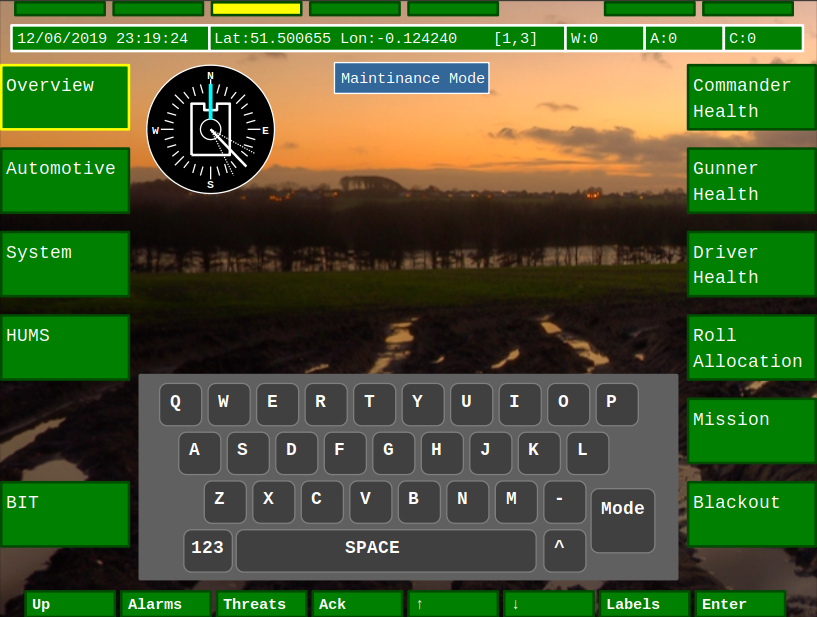 12/06/2019 23:19:24 Lat:51.500655 Lon:-0.124240 [1,3] W:0 A:0 C:0
Maintinance Mode
N
W E
S
Overview
Automotive
System
HUMS
BIT
Commander
Health
Gunner
Health
Driver
Health
Roll
Allocation
Mission
Blackout
Q W E R T Y U I O P
A S D F G H J K L
Z X C V B N M -
Mode
123 SPACE ^
Up Alarms Threats Ack ↑ ↓ Labels Enter